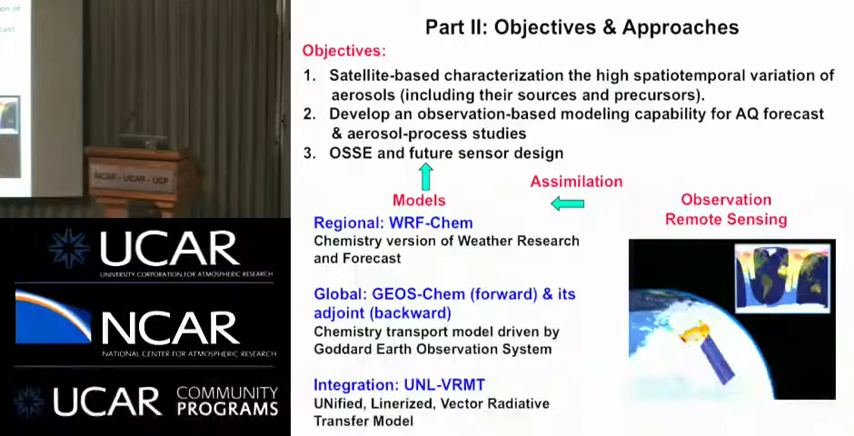 Part II: Objectives & Approaches
Objectives:
1. Satellite-based characterization the high spatiotemporal variation of
aerosols (including their sources and precursors).
2. Develop an observation-based modeling capability for AQ forecast
& aerosol-process studies
3. OSSE and future sensor design
Models
Assimilation
Observation
Remote Sensing
Regional: WRF-Chem
Chemistry version of Weather Research
and Forecast
Global: GEOS-Chem (forward) & its
adjoint (backward)
Chemistry transport model driven by
Goddard Earth Observation System
Integration: UNL-VRMT
UNified, Linerized, Vector Radiative
Transfer Model
NCAR - UCAR - UCP
UCAR
UNIVERSITY CORPORATION FOR ATMOSPHERIC RESEARCH
NCAR
NATIONAL CENTER FOR ATMOSPHERIC RESEARCH
UCAR COMMUNITY
PROGRAMS